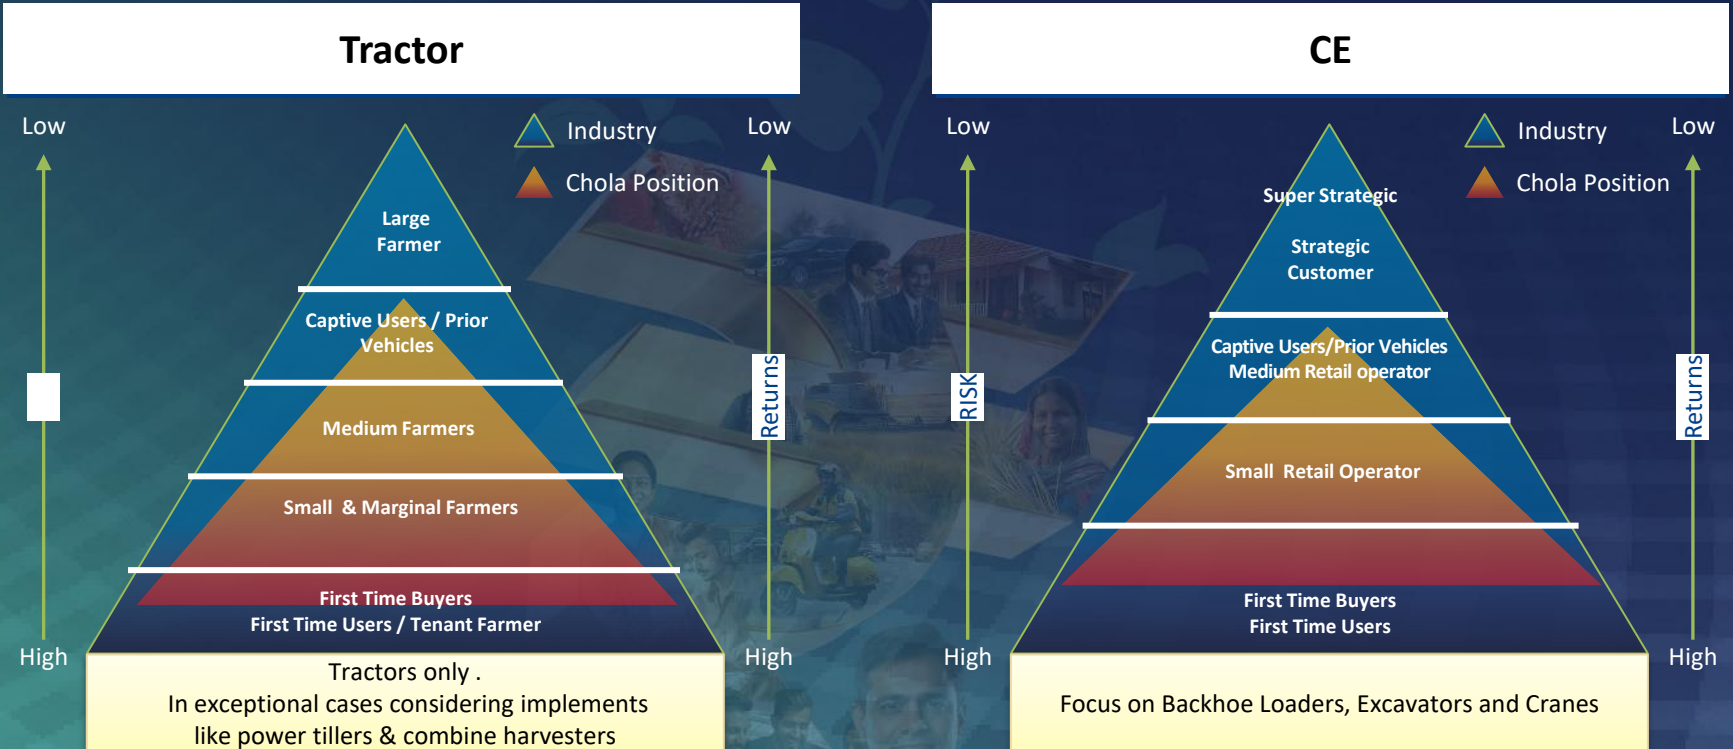 Tractor
Low
Industry
Chola Position
Low
Large
Farmer
Captive Users / Prior
Vehicles
Returns
Medium Farmers
Small & Marginal Farmers
First Time Buyers
First Time Users / Tenant Farmer
High
High
Tractors only .
In exceptional cases considering implements
like power tillers & combine harvesters
CE
Low
Industry
Chola Position
Low
Super Strategic
Strategic
Customer
Captive Users/Prior Vehicles
Medium Retail operator
RISK
Returns
Small Retail Operator
First Time Buyers
First Time Users
High
High
Focus on Backhoe Loaders, Excavators and Cranes